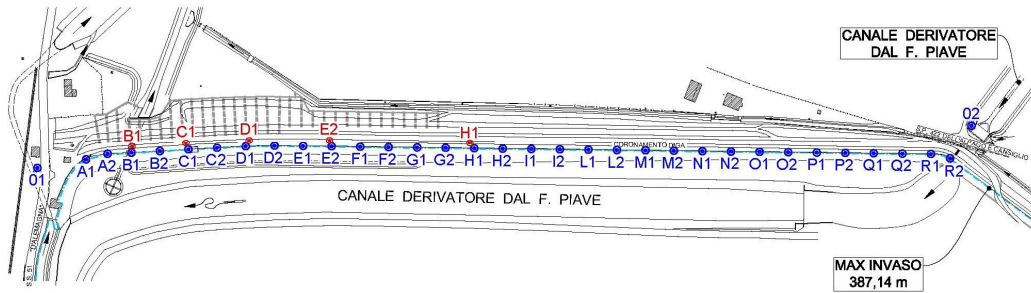 CANALE DERIVATORE
DAL F. PIAVE
02
B1 C1 D1 E2 H1
CORONAMENTO DIGA
01 A1 A2 B1 B2 C1 C2 D1 D2 E1 E2 F1 F2 G1 G2 H1 H2 I1 I2 L1 L2 M1 M2 N1 N2 O1 O2 P1 P2 Q1 Q2 R1 R2
CANALE DERIVATORE DAL F. PIAVE
S.S. 51 "D'ALEMAGNA"
MAX INVASO
387,14 m